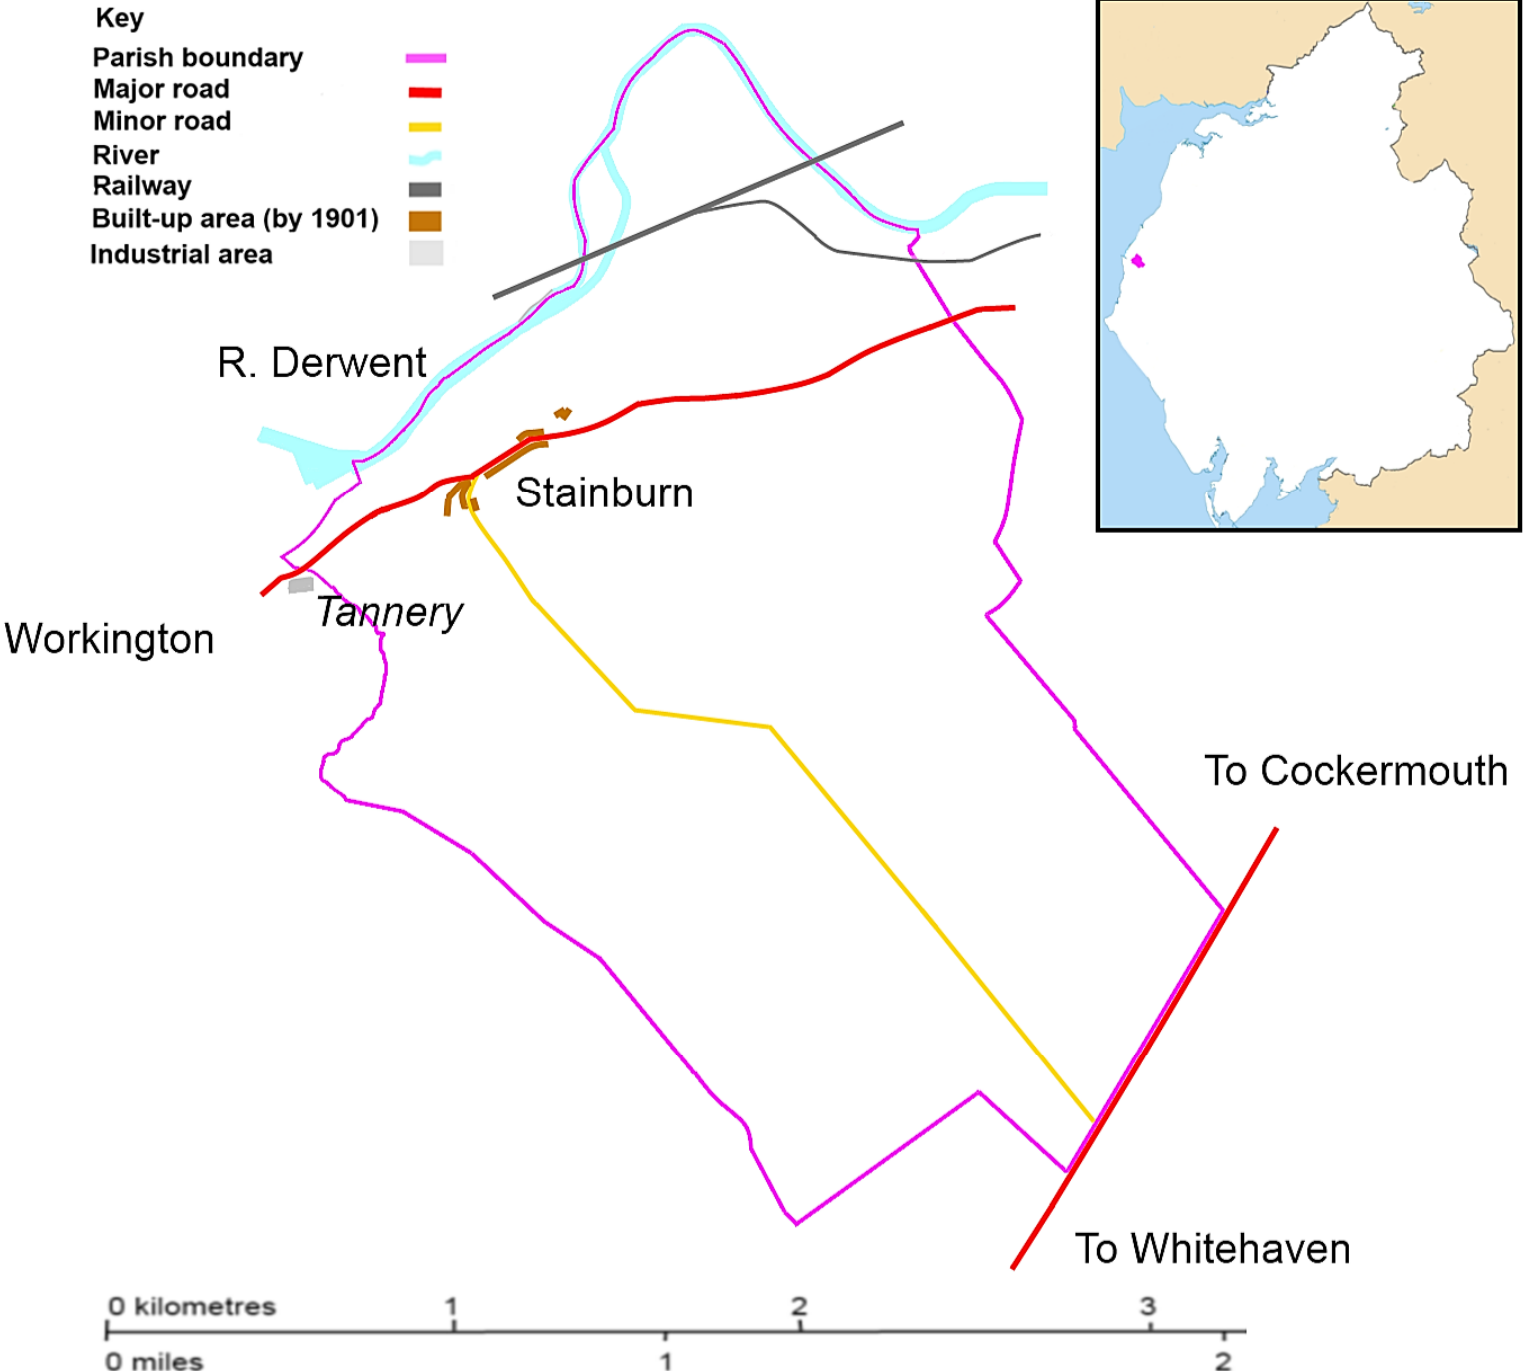 Key
Parish boundary
Major road
Minor road
River
Railway
Built-up area (by 1901)
Industrial area
R. Derwent
Stainburn
Tannery
Workington
To Cockermouth
To Whitehaven
0 kilometres 1 2 3
0 miles 1 2